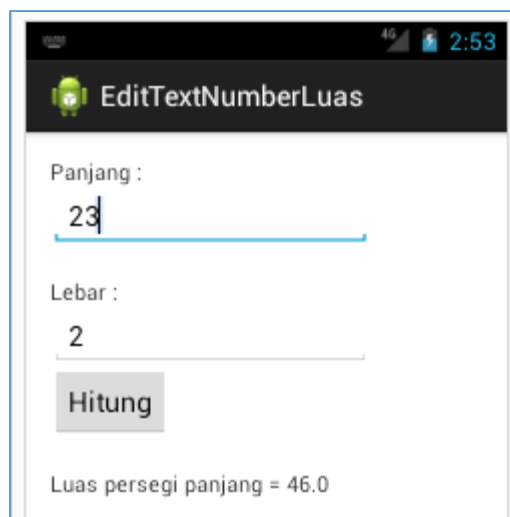 4G 2:53
EditTextNumberLuas
Panjang :
23
Lebar :
2
Hitung
Luas persegi panjang = 46.0